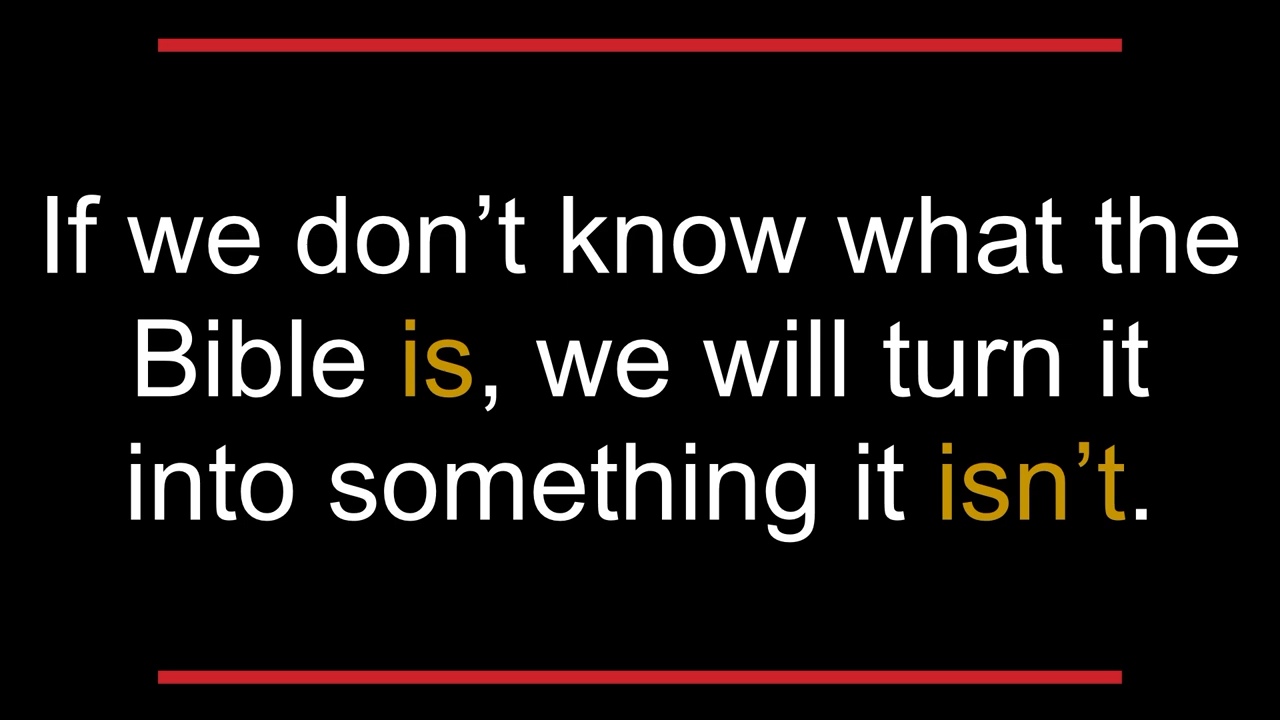 If we don’t know what the
Bible is, we will turn it
into something it isn’t.